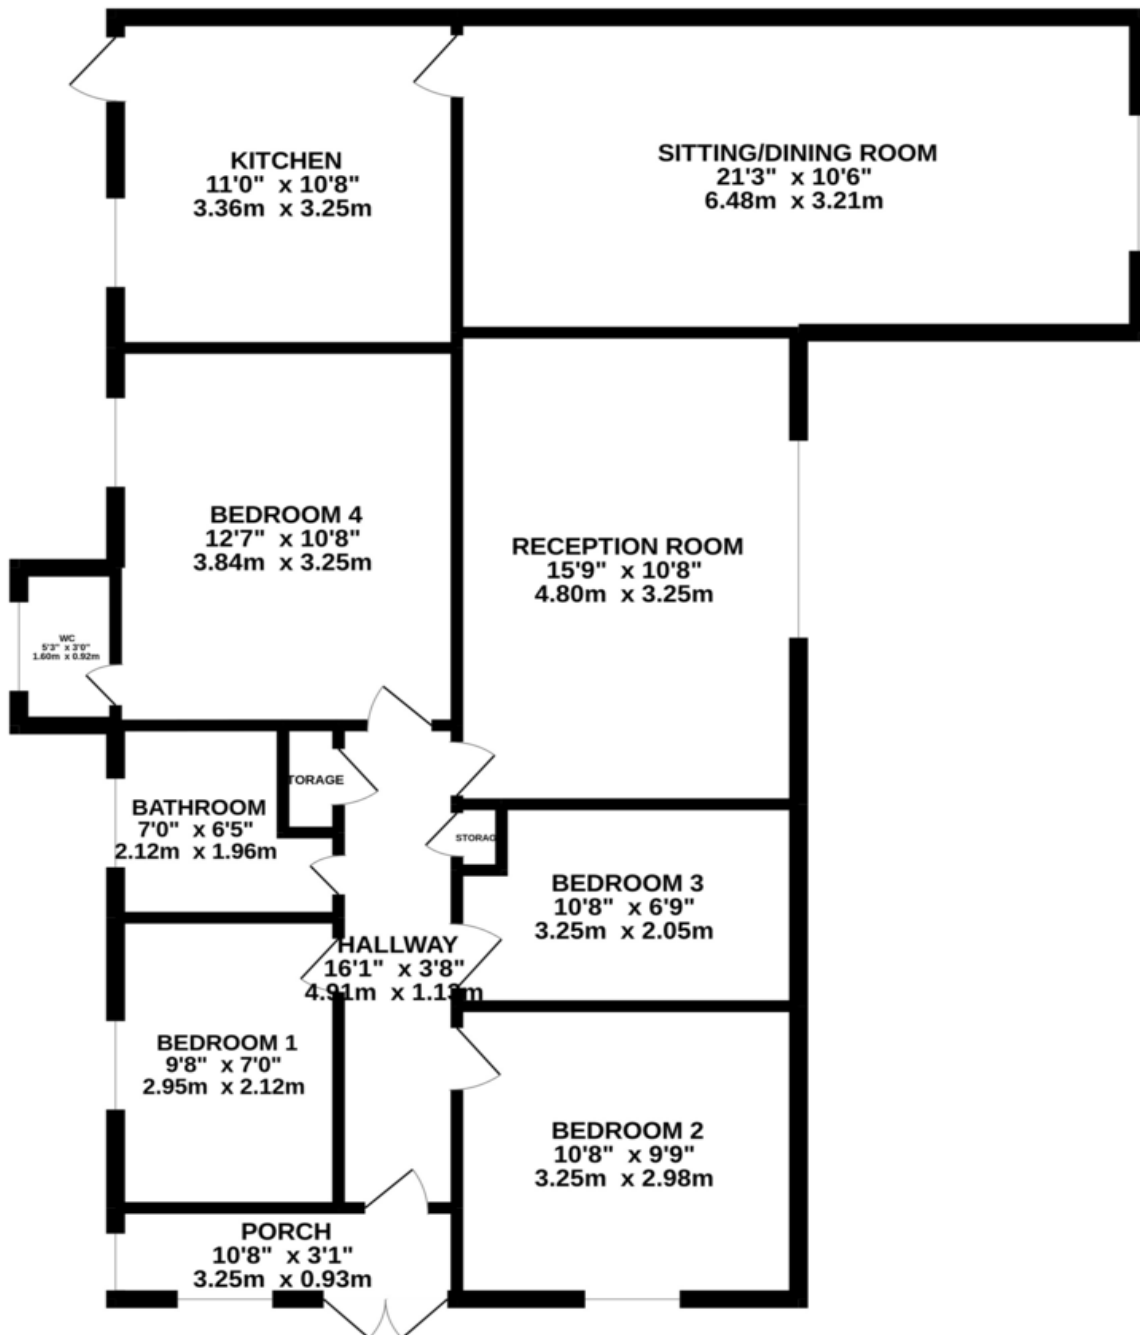 KITCHEN
11'0" x 10'8"
3.36m x 3.25m
SITTING/DINING ROOM
21'3" x 10'6"
6.48m x 3.21m
BEDROOM 4
12'7" x 10'8"
3.84m x 3.25m
RECEPTION ROOM
15'9" x 10'8"
4.80m x 3.25m
WC
5'3" x 3'0"
1.60m x 0.92m
TORAGE
BATHROOM
7'0" x 6'5"
2.12m x 1.96m
STORAG
BEDROOM 3
10'8" x 6'9"
3.25m x 2.05m
HALLWAY
16'1" x 3'8"
4.91m x 1.13m
BEDROOM 1
9'8" x 7'0"
2.95m x 2.12m
BEDROOM 2
10'8" x 9'9"
3.25m x 2.98m
PORCH
10'8" x 3'1"
3.25m x 0.93m